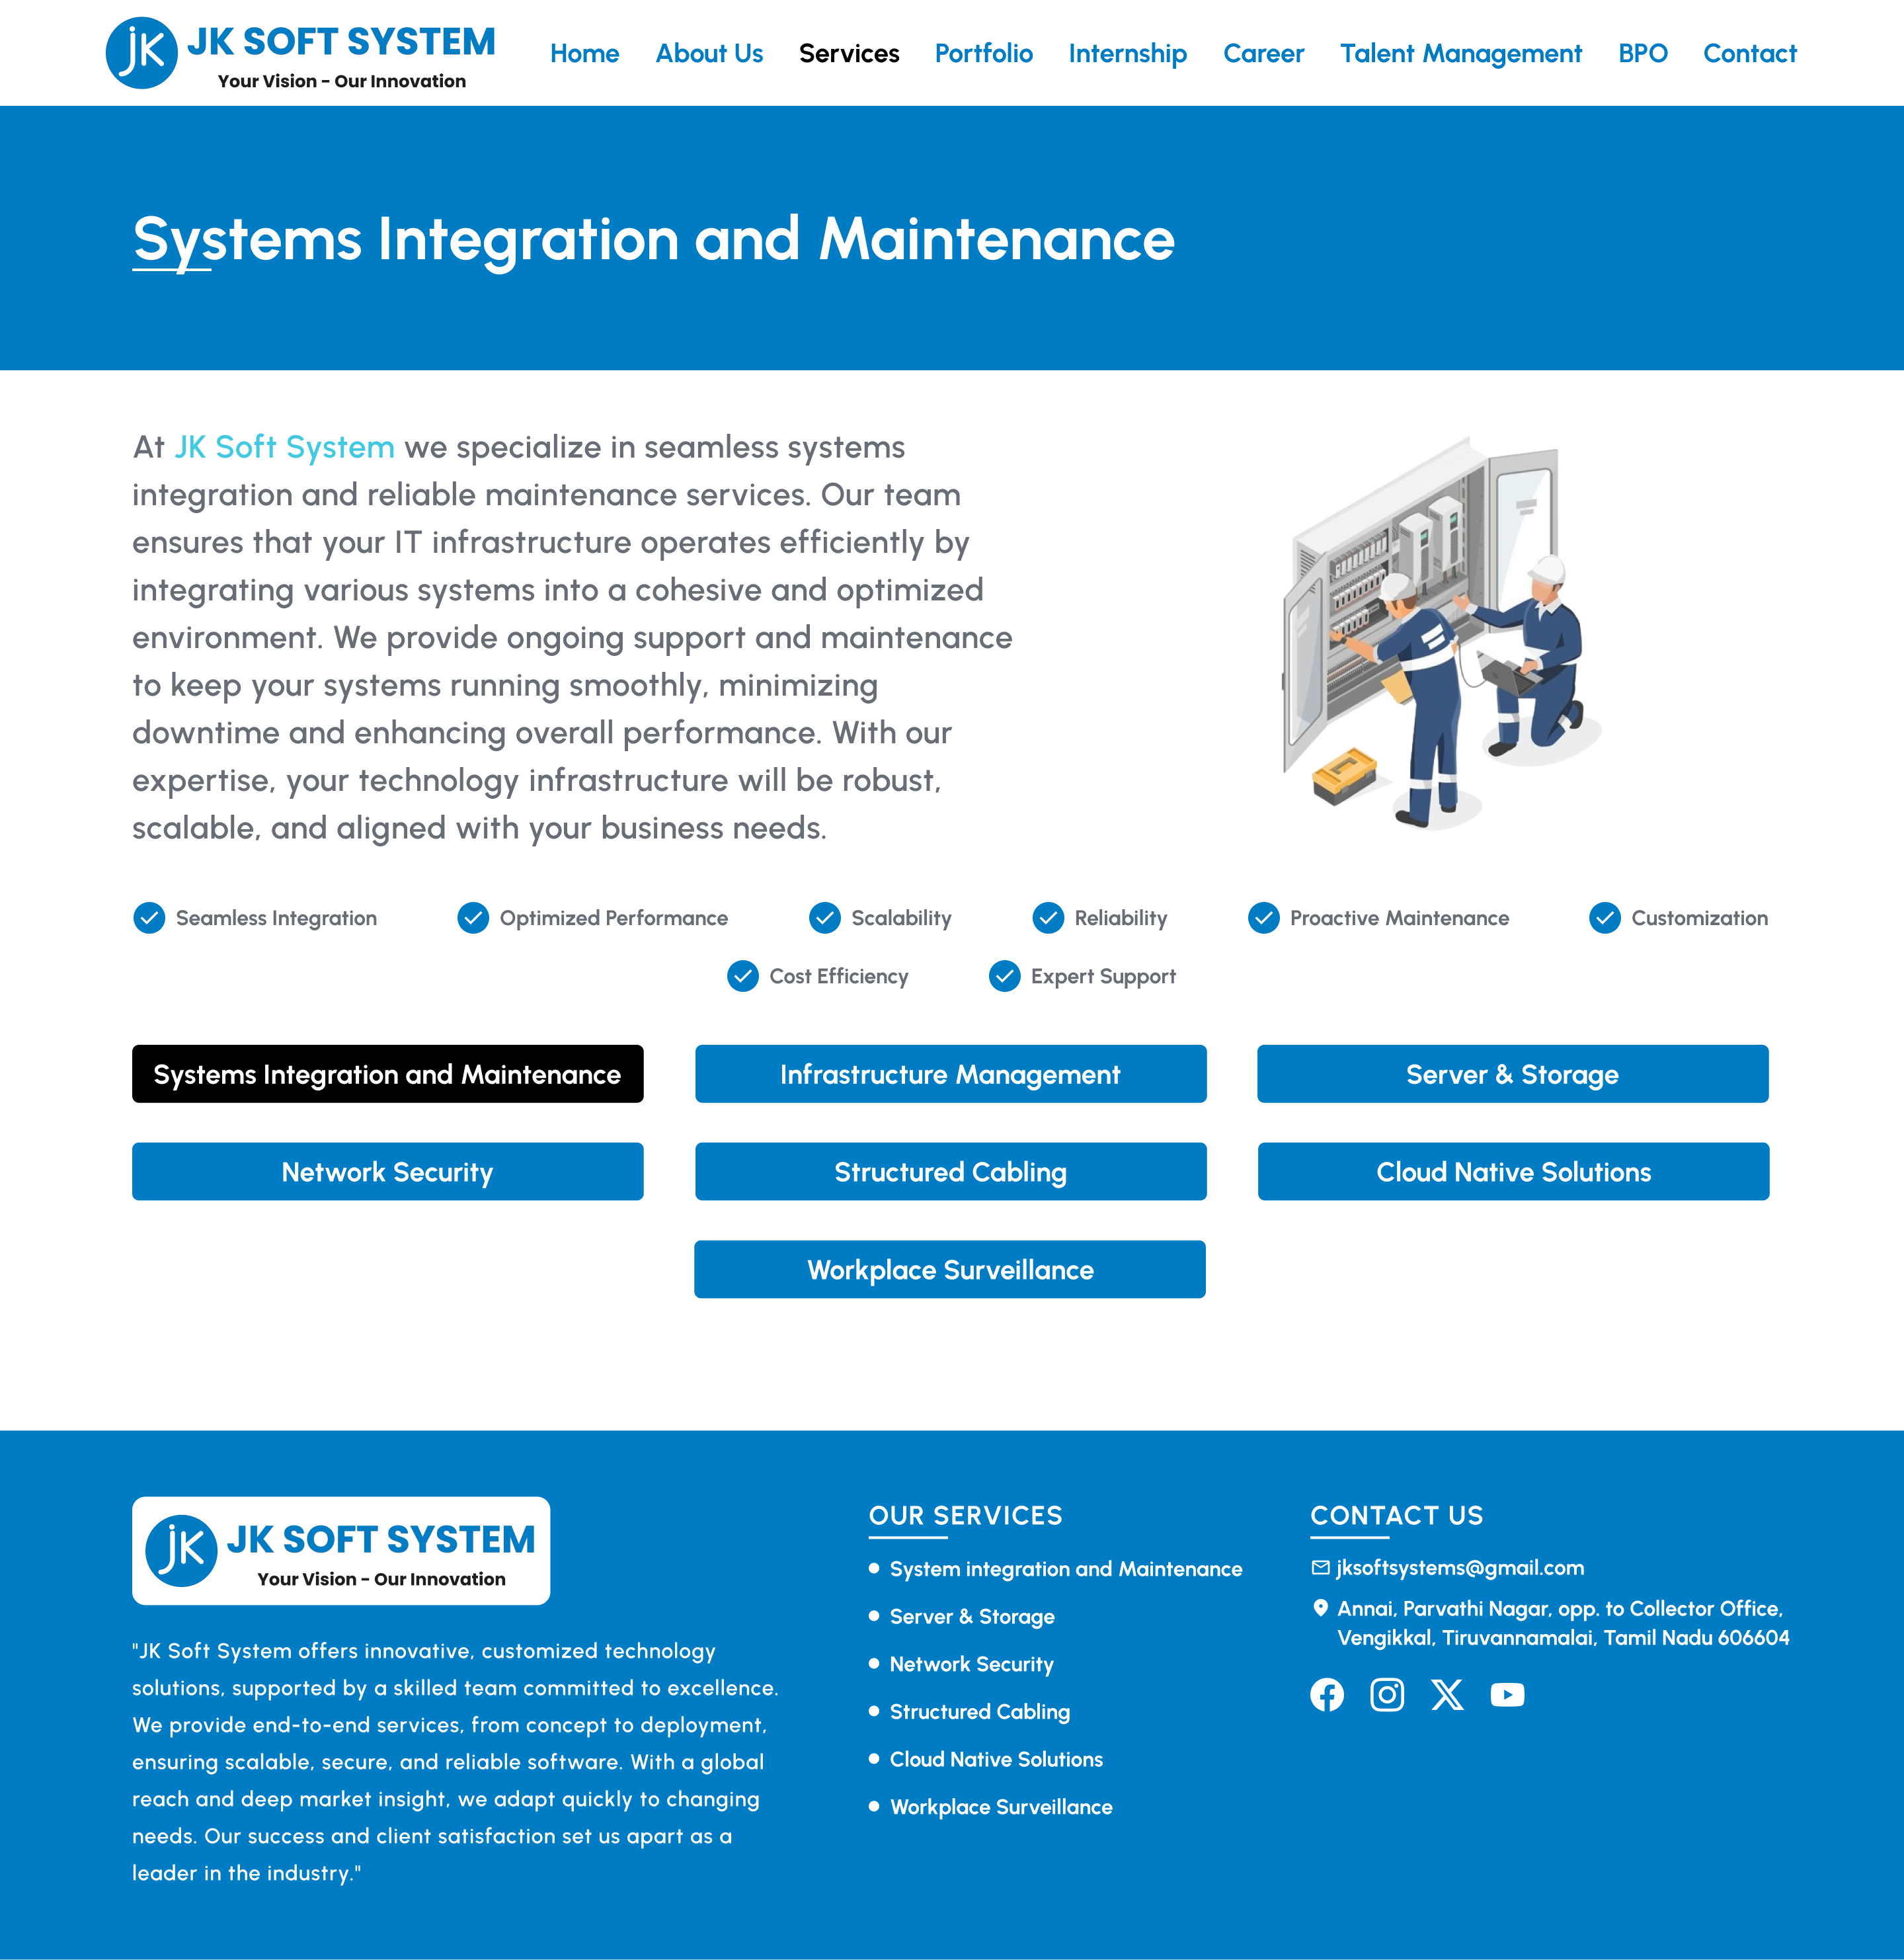 JK
JK SOFT SYSTEM
Your Vision - Our Innovation
Home About Us Services Portfolio Internship Career Talent Management BPO Contact
Systems Integration and Maintenance
At JK Soft System we specialize in seamless systems
integration and reliable maintenance services. Our team
ensures that your IT infrastructure operates efficiently by
integrating various systems into a cohesive and optimized
environment. We provide ongoing support and maintenance
to keep your systems running smoothly, minimizing
downtime and enhancing overall performance. With our
expertise, your technology infrastructure will be robust,
scalable, and aligned with your business needs.
Seamless Integration Optimized Performance Scalability Reliability Proactive Maintenance Customization
Cost Efficiency Expert Support
Systems Integration and Maintenance Infrastructure Management Server & Storage
Network Security Structured Cabling Cloud Native Solutions
Workplace Surveillance
JK
JK SOFT SYSTEM
Your Vision - Our Innovation
"JK Soft System offers innovative, customized technology
solutions, supported by a skilled team committed to excellence.
We provide end-to-end services, from concept to deployment,
ensuring scalable, secure, and reliable software. With a global
reach and deep market insight, we adapt quickly to changing
needs. Our success and client satisfaction set us apart as a
leader in the industry."
OUR SERVICES
System integration and Maintenance
Server & Storage
Network Security
Structured Cabling
Cloud Native Solutions
Workplace Surveillance
CONTACT US
jksoftsystems@gmail.com
Annai, Parvathi Nagar, opp. to Collector Office,
Vengikkal, Tiruvannamalai, Tamil Nadu 606604